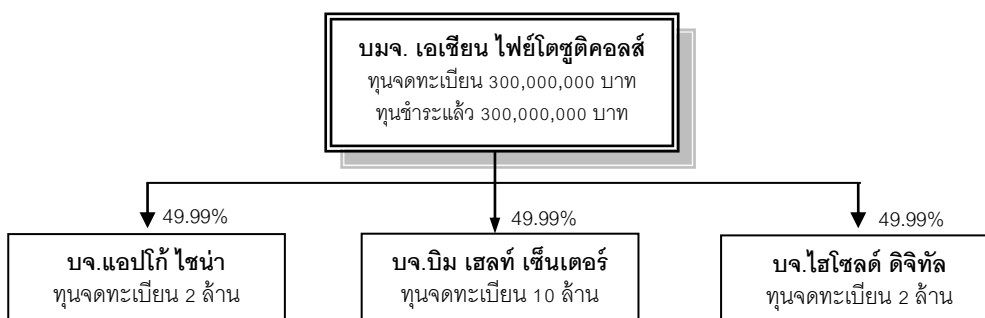 บมจ. เอเชียน ไฟย์โตซูติคอลส์
ทุนจดทะเบียน 300,000,000 บาท
ทุนชำระแล้ว 300,000,000 บาท
49.99%
49.99%
49.99%
บจ.แอปโก้ ไชน่า
ทุนจดทะเบียน 2 ล้าน
บจ.บิม เฮลท์ เซ็นเตอร์
ทุนจดทะเบียน 10 ล้าน
บจ.ไฮโซลด์ ดิจิทัล
ทุนจดทะเบียน 2 ล้าน